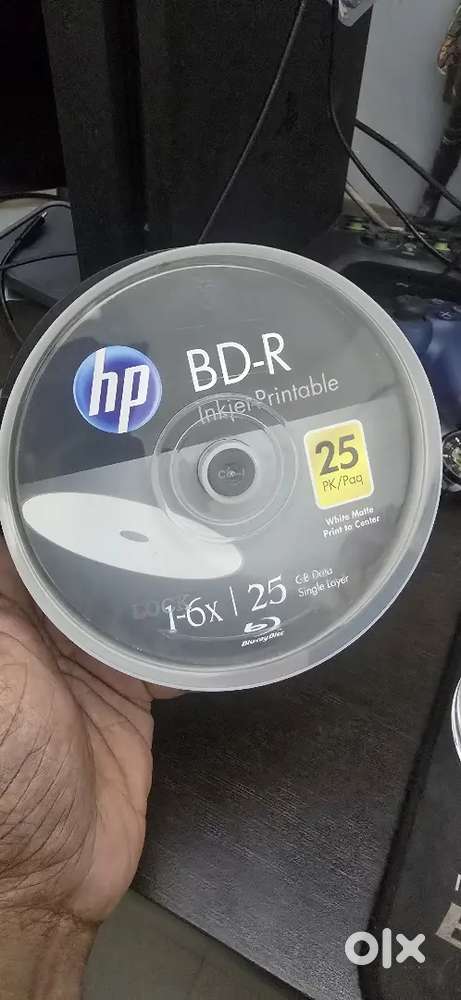 hp
BD-R
Inkjet Printable
25
PK/Paq
White Matte
Print to Center
LOCK
1-6x | 25 GB Data
Single Layer
Blu-ray Disc
olx